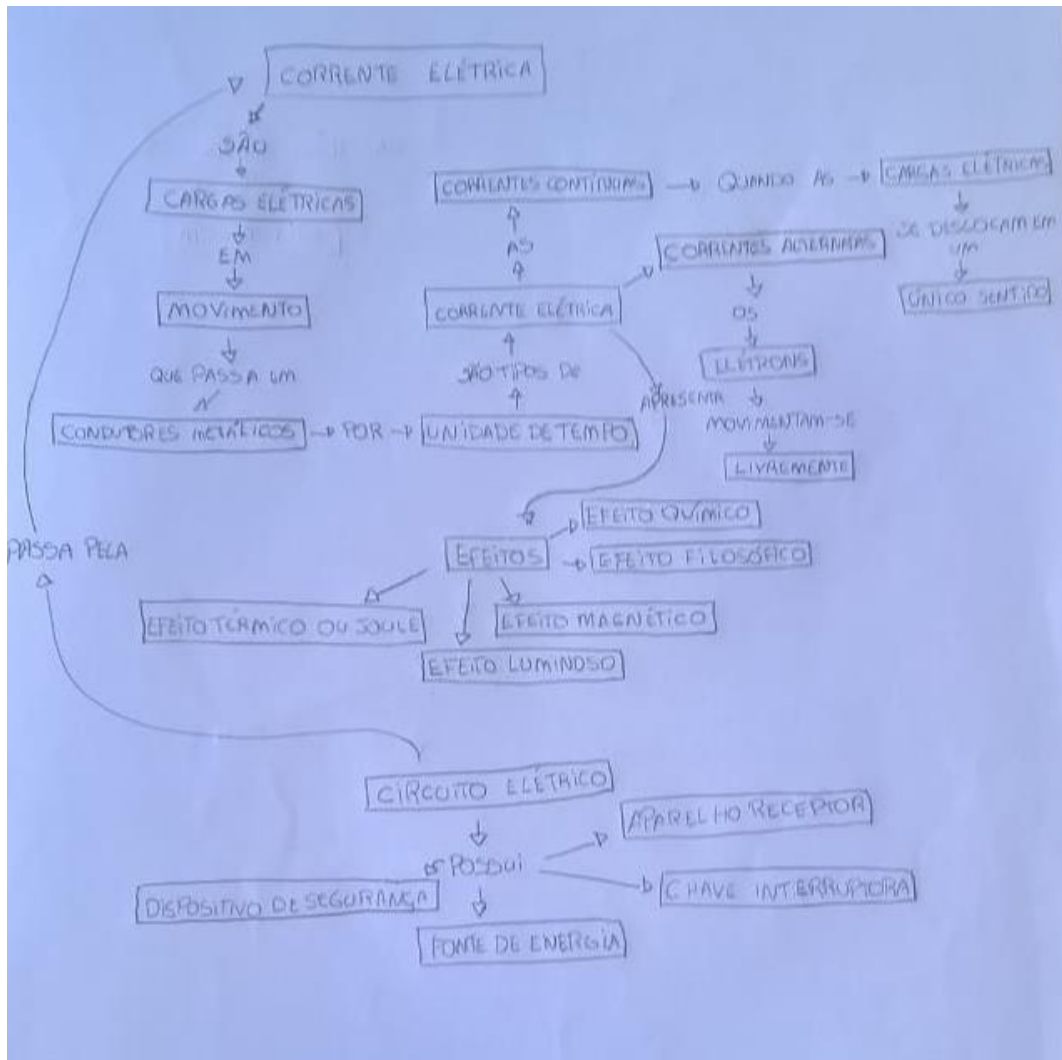 CORRENTE ELÉTRICA
SÃO
CARGAS ELÉTRICAS
EM
MOVIMENTO
QUE PASSA EM
CONDUTORES METÁLICOS
POR
UNIDADE DE TEMPO
SÃO TIPOS DE
CORRENTE ELÉTRICA
AS
CORRENTES CONTÍNUAS
QUANDO AS
CARGAS ELÉTRICAS
SE DESLOCAM EM
UM
ÚNICO SENTIDO
CORRENTES ALTERNADAS
OS
ELÉTRONS
MOVIMENTAM-SE
LIVREMENTE
APRESENTA
EFEITOS
EFEITO QUÍMICO
EFEITO FILOSÓFICO
EFEITO MAGNÉTICO
EFEITO LUMINOSO
EFEITO TÉRMICO OU JOULE
PASSA PELA
CIRCUITO ELÉTRICO
POSSUI
APARELHO RECEPTOR
CHAVE INTERRUPTORA
FONTE DE ENERGIA
DISPOSITIVO DE SEGURANÇA